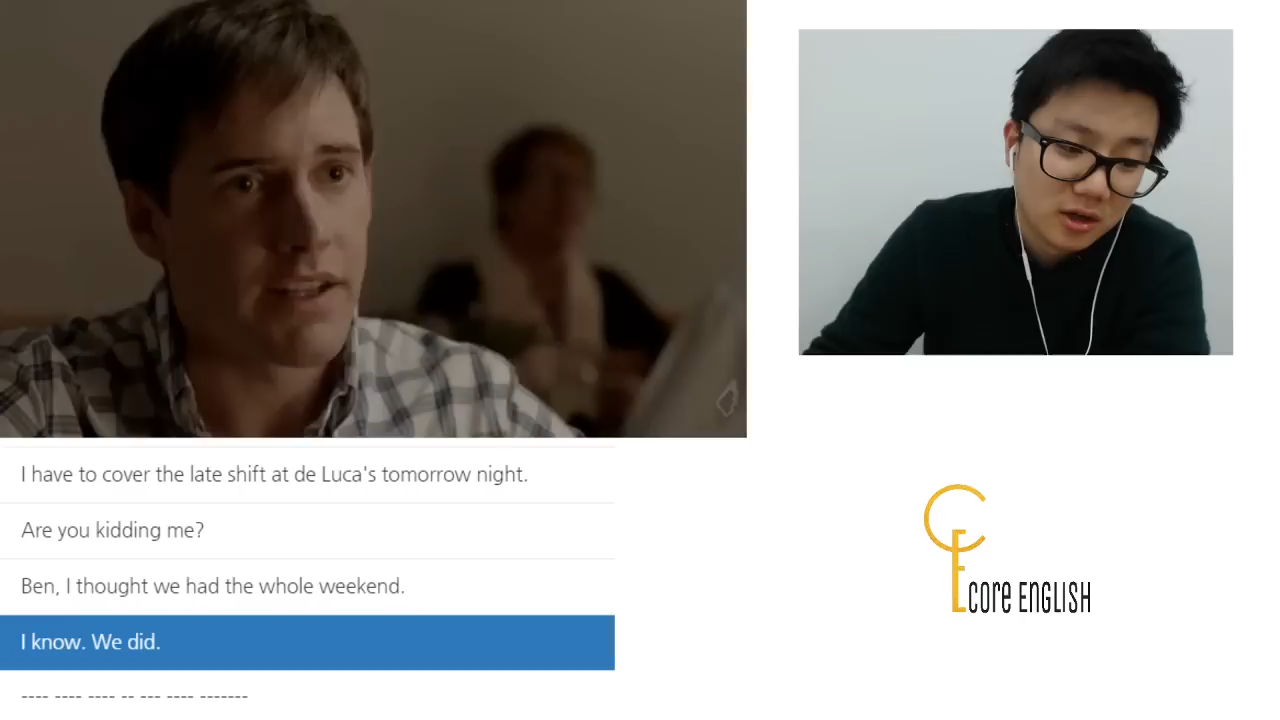 I have to cover the late shift at de Luca's tomorrow night.
Are you kidding me?
Ben, I thought we had the whole weekend.
I know. We did.
---- ---- ---- -- --- ---- -------
CE
CORE ENGLISH